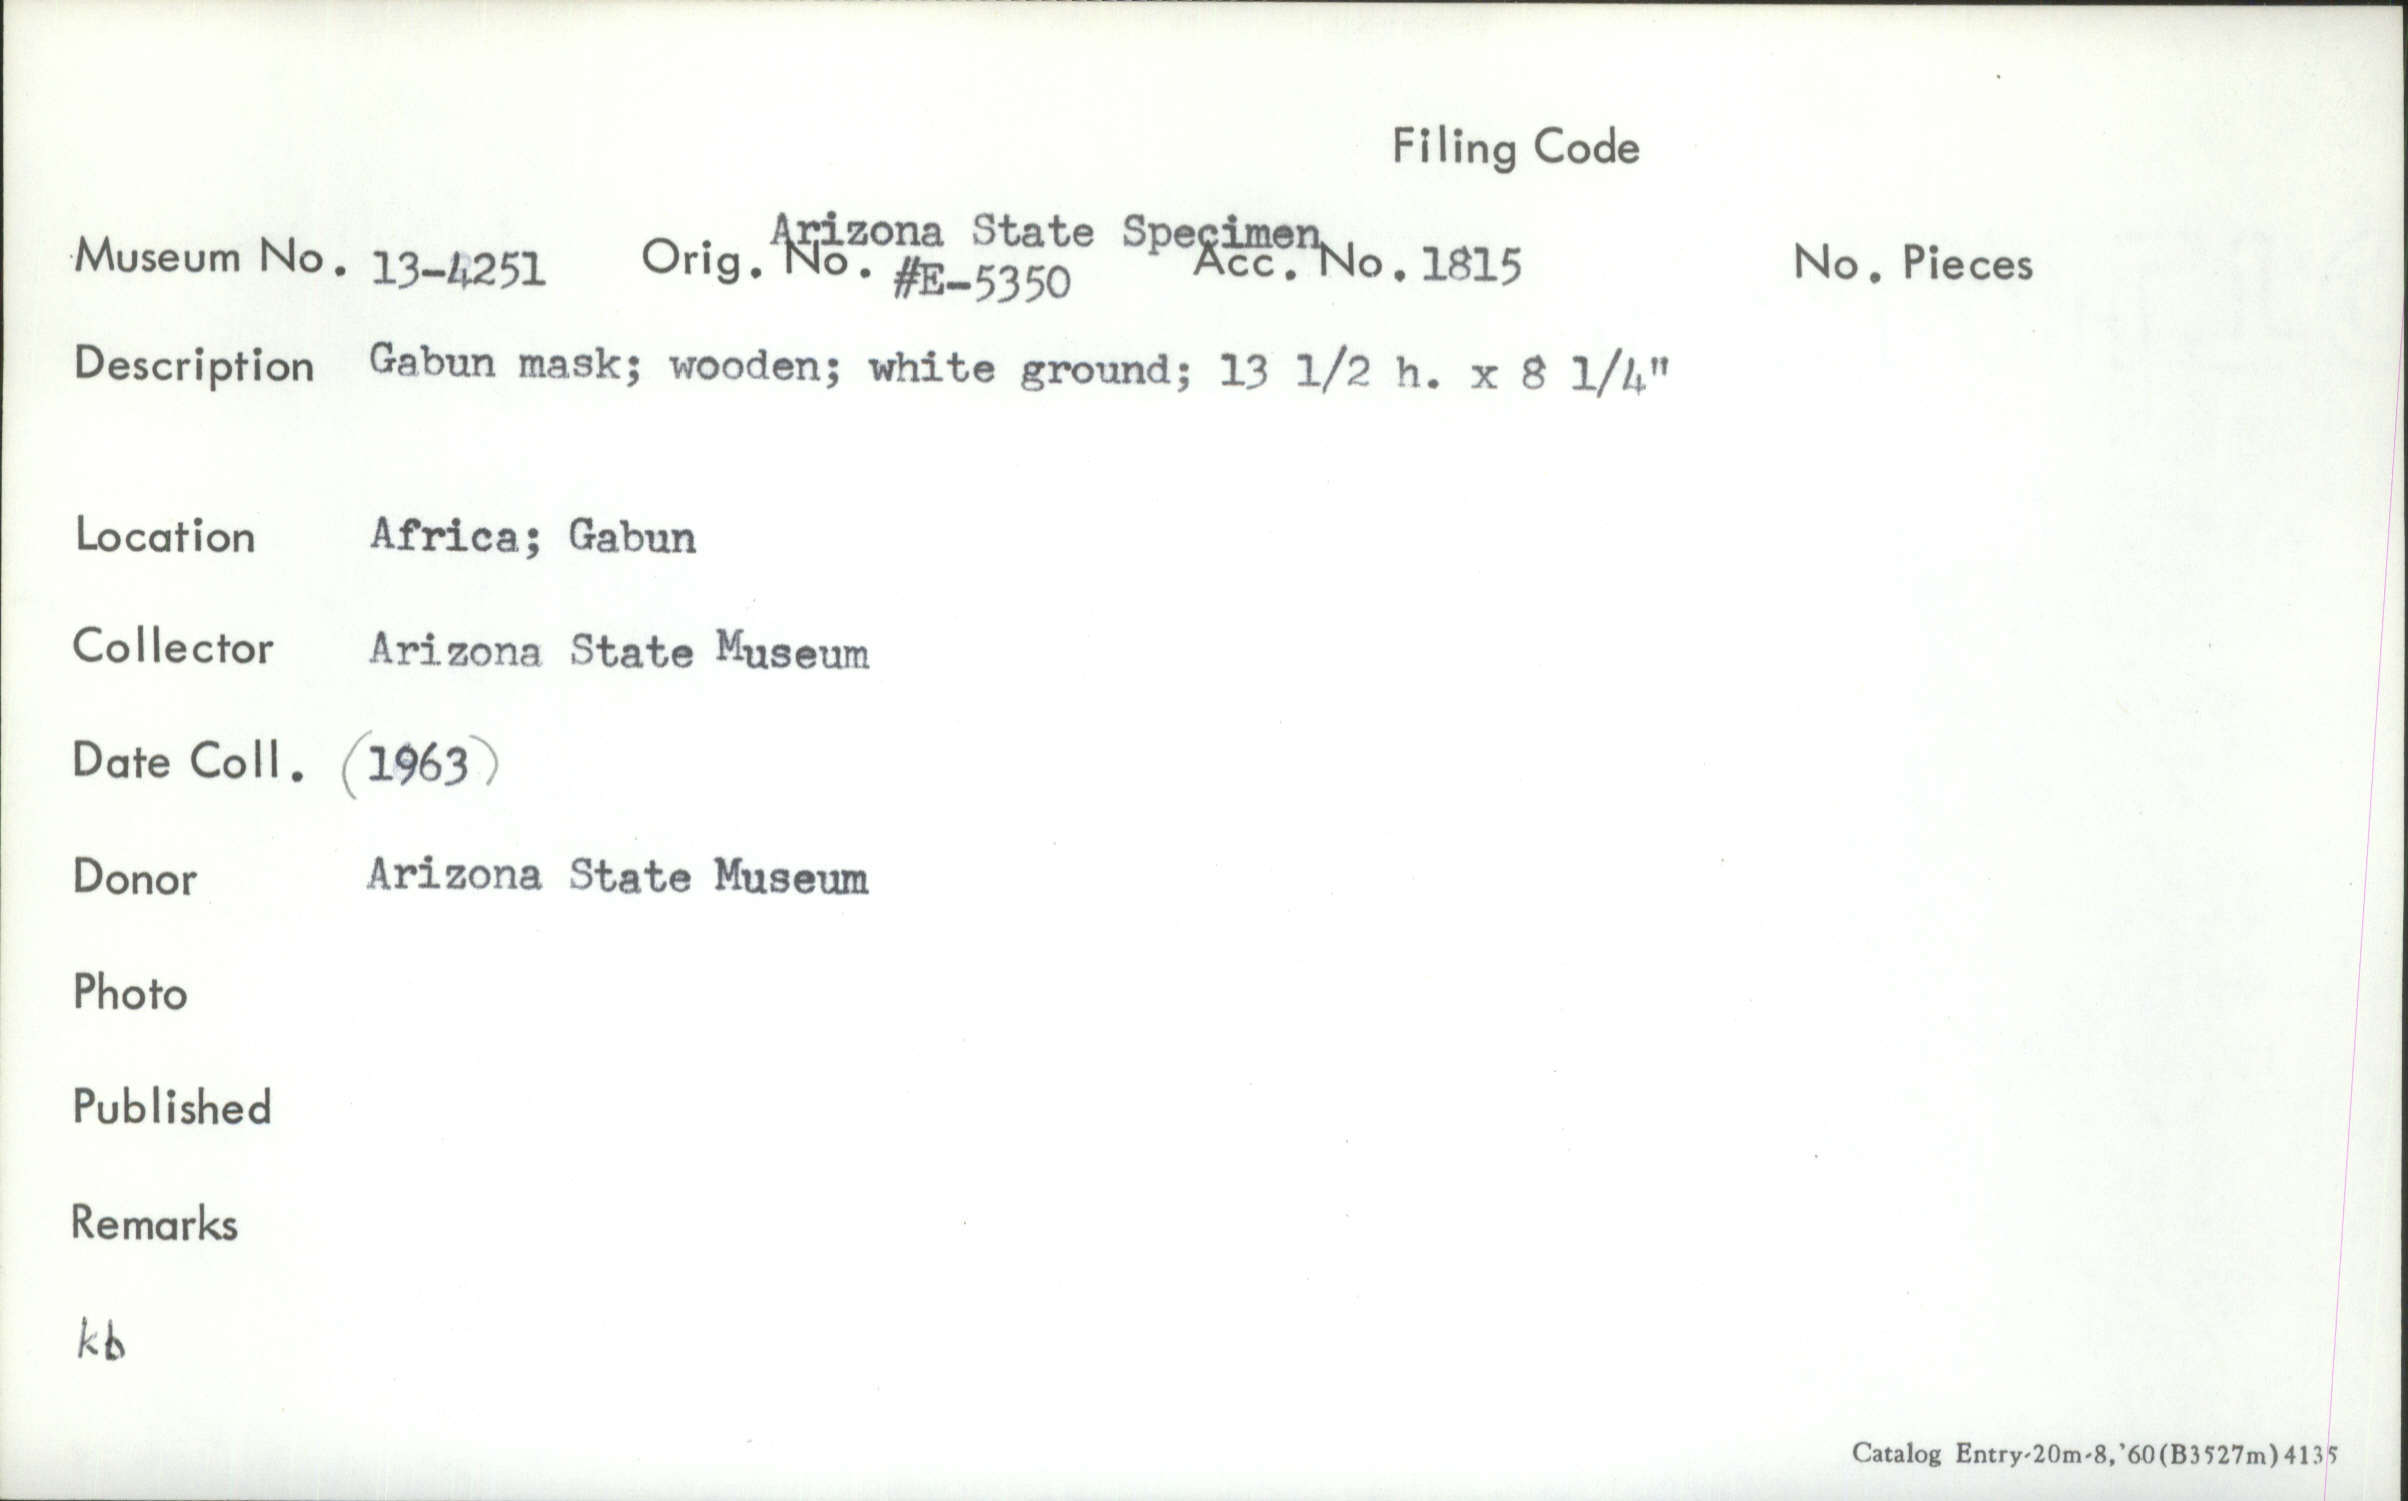 Filing Code
Arizona State Specimen
Museum No. 13-4251 Orig. No. #E-5350 Acc. No. 1815 No. Pieces
Description Gabun mask; wooden; white ground; 13 1/2 h. x 8 1/4"
Location Africa; Gabun
Collector Arizona State Museum
Date Coll. (1963)
Donor Arizona State Museum
Photo
Published
Remarks
kb
Catalog Entry-20m-8,'60(B3527m)4135